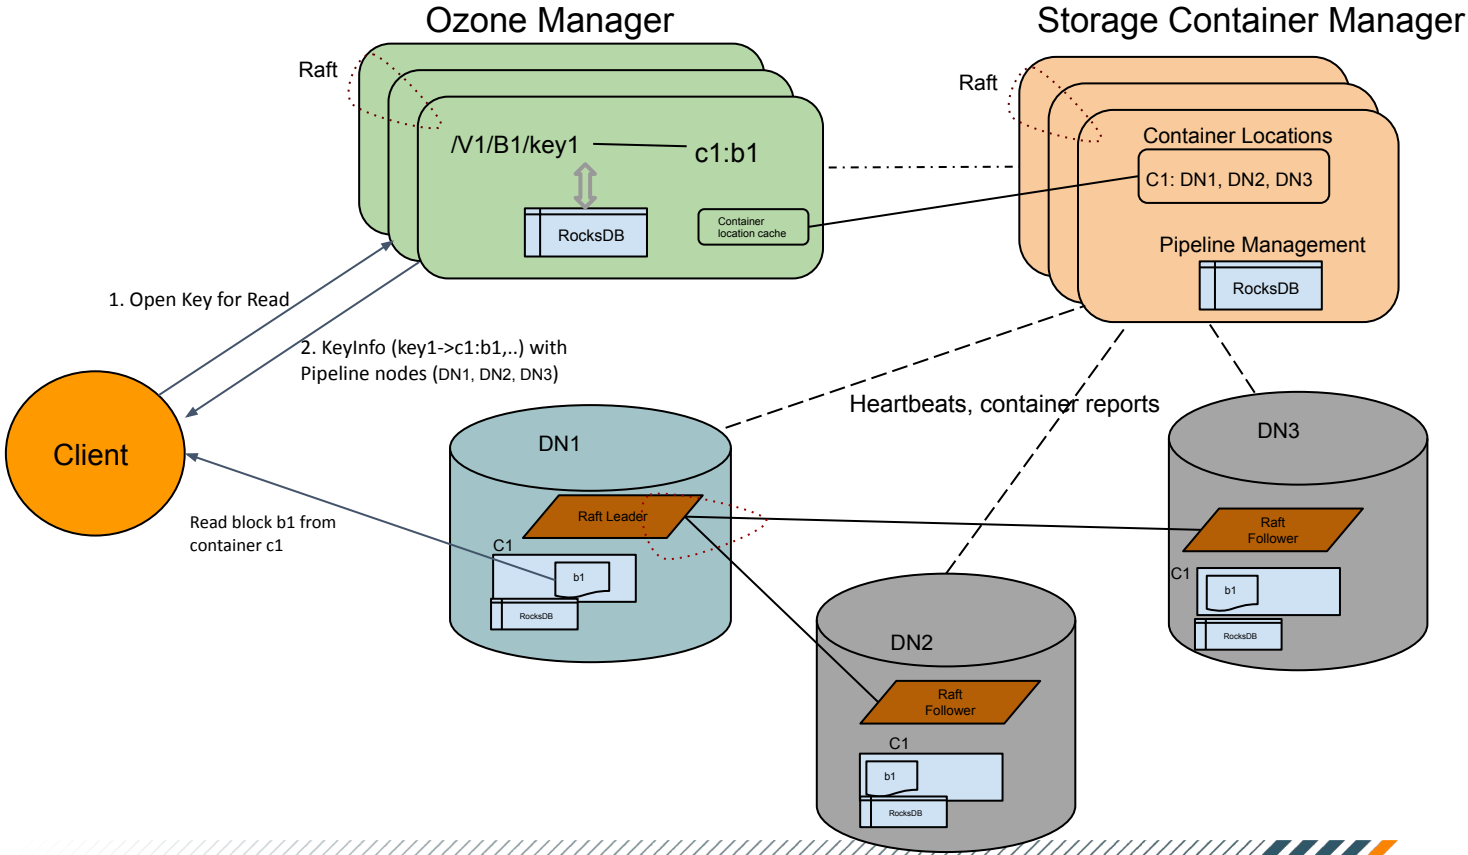 Ozone Manager
Storage Container Manager
Raft
/V1/B1/key1
c1:b1
RocksDB
Container
location cache
Raft
Container Locations
C1: DN1, DN2, DN3
Pipeline Management
RocksDB
1. Open Key for Read
2. KeyInfo (key1->c1:b1,..) with
Pipeline nodes (DN1, DN2, DN3)
Heartbeats, container reports
Client
Read block b1 from
container c1
DN1
Raft Leader
C1
b1
RocksDB
DN2
Raft
Follower
C1
b1
RocksDB
DN3
Raft
Follower
C1
b1
RocksDB